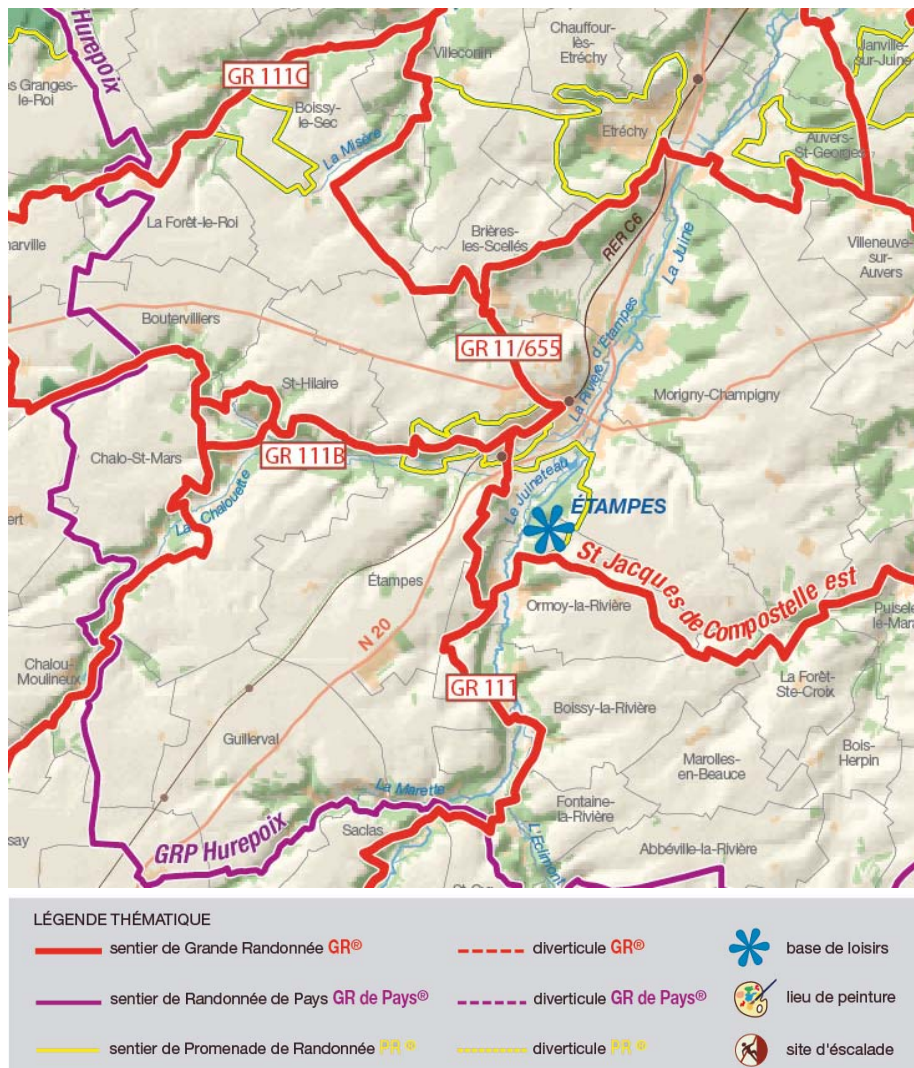 Hurepoix
Villeconin
Chauffour-
lès-
Etréchy
Janville-
sur-Juine
es Granges-
le-Roi
GR 111C
Boissy-
le-Sec
La Misère
Etréchy
Auvers-
St-Georges
La Forêt-le-Roi
narville
Brières-
les-Scellés
RER C6
La Juine
Villeneuve-
sur-
Auvers
Boutervilliers
GR 11/655
La Rivière d'Étampes
St-Hilaire
Morigny-Champigny
Chalo-St-Mars
GR 111B
La Chalouette
Le Juineteau
ÉTAMPES
ert
Étampes
St Jacques de Compostelle est
Ormoy-la-Rivière
Puisele
le-Mara
N 20
Chalou-
Moulineux
GR 111
La Forêt-
Ste-Croix
Boissy-la-Rivière
Guillerval
Marolles-
en-Beauce
Bois-
Herpin
La Marette
Fontaine-
la-Rivière
ssay
GRP Hurepoix
Saclas
L'Eclimont
Abbéville-la-Rivière
LÉGENDE THÉMATIQUE
sentier de Grande Randonnée GR® diverticule GR® base de loisirs
sentier de Randonnée de Pays GR de Pays® diverticule GR de Pays® lieu de peinture
sentier de Promenade de Randonnée PR ® diverticule PR ® site d'éscalade